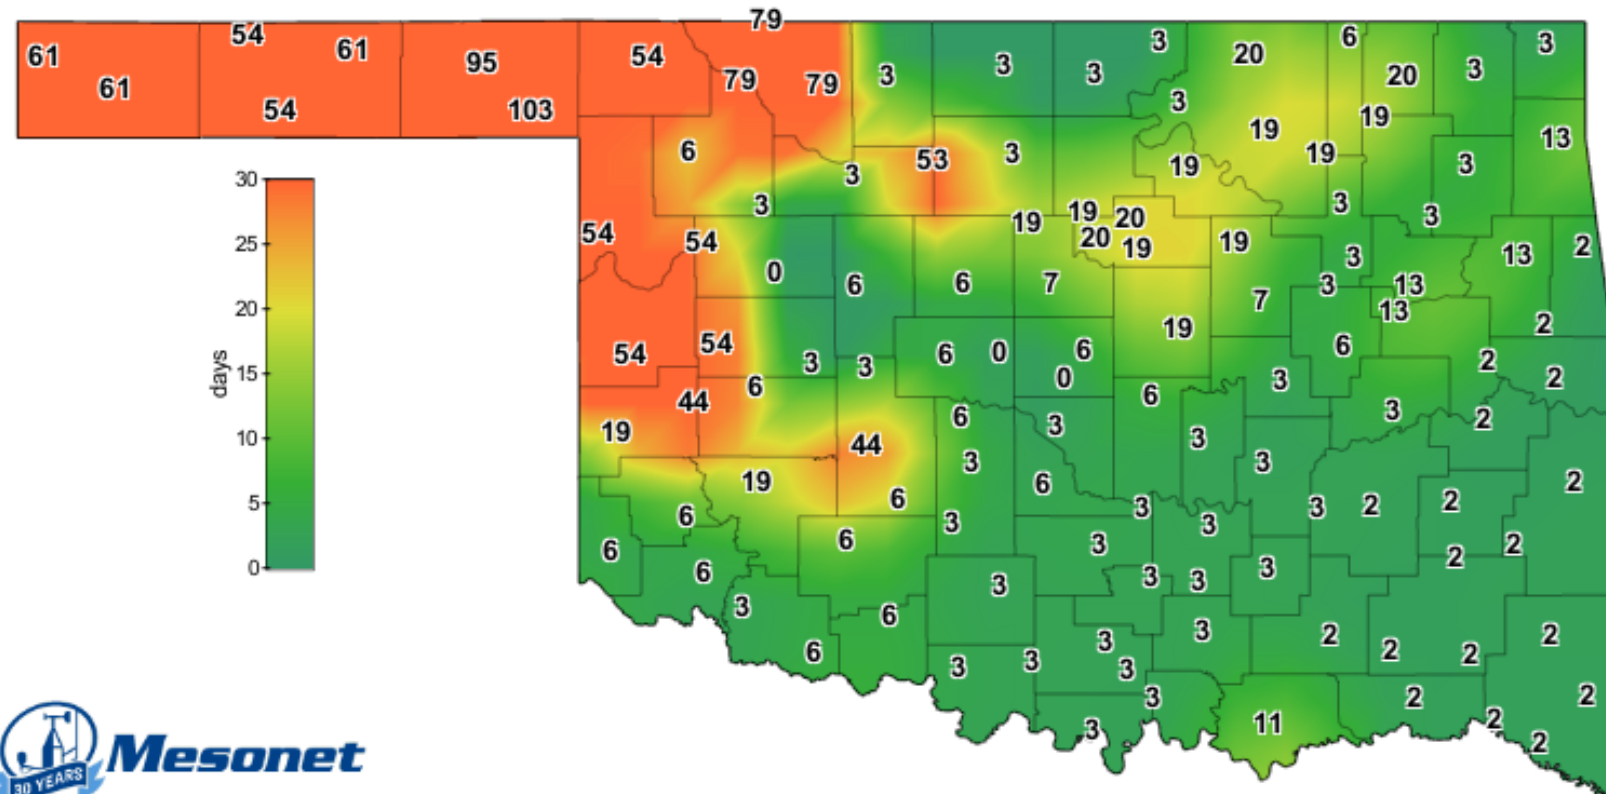 79
54 61 54 6 3
61 61 95 3 3 3 20 20 3
61 54 103 79 79 3 19 19 13
6 3 53 3 19 19 3
30 3 19 19 20 3 3
54 54 20 19 19 3 13 2
25 0 6 6 7 3 13
20 7 13
54 54 19 2
15 3 3 6 0 6 6 2
days
6 0 3 2
44 6 3
10 19 44 6 3 3 2
3 3
19 6 6 3 2 2
5 6 3 3 3 2
6 6 3 3 2 2
0 6 3 3 3 3
3 6 3 3
6 3 3 3 3 2 2 2 2
3 2 2
11 3 2
2
Mesonet
30 YEARS